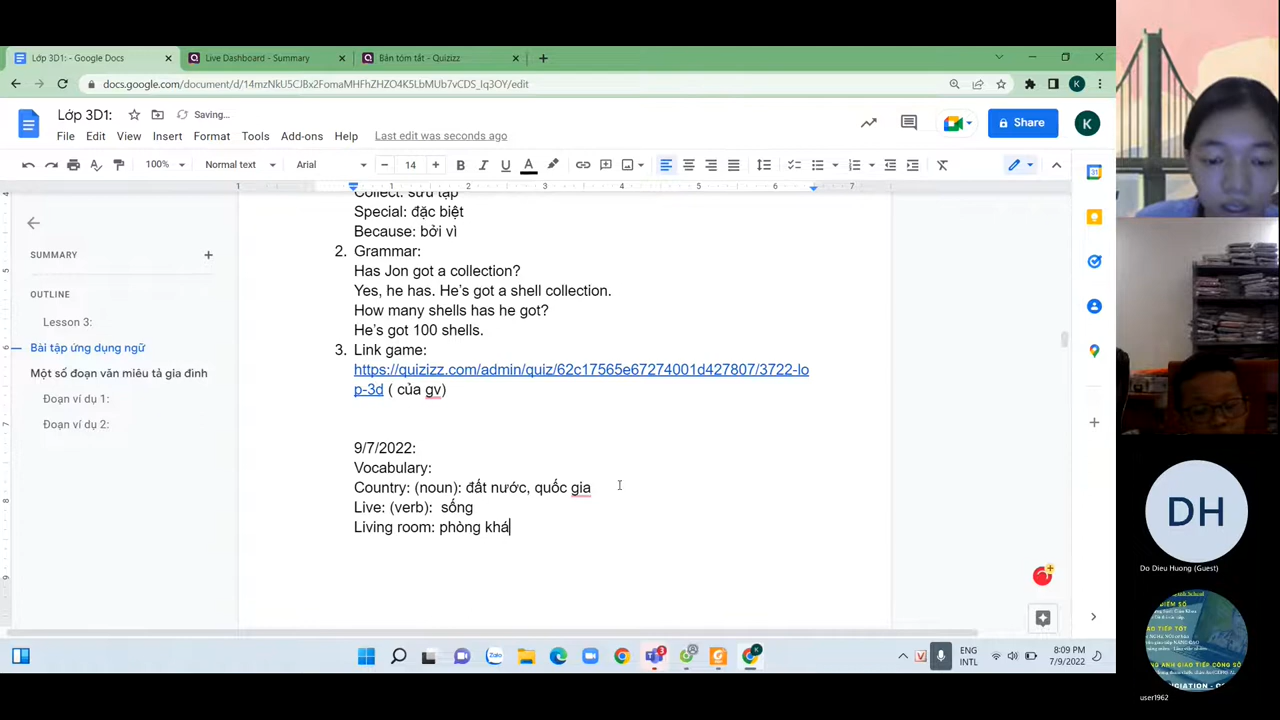 Lớp 3D1: - Google Docs
Live Dashboard - Summary
Bản tóm tắt - Quizizz
docs.google.com/document/d/14mzNkU5CJBx2FomaMHFhZHZO4K5LbMUb7vCDS_lq3OY/edit
Lớp 3D1:
Saving...
File Edit View Insert Format Tools Add-ons Help Last edit was seconds ago
Share
K
100% Normal text Arial 14
SUMMARY
OUTLINE
Lesson 3:
Bài tập ứng dụng ngữ
Một số đoạn văn miêu tả gia đình
Đoạn ví dụ 1:
Đoạn ví dụ 2:
Collect: sưu tập
Special: đặc biệt
Because: bởi vì
2. Grammar:
Has Jon got a collection?
Yes, he has. He's got a shell collection.
How many shells has he got?
He's got 100 shells.
3. Link game:
https://quizizz.com/admin/quiz/62c17565e67274001d427807/3722-lo
p-3d ( của gv)
9/7/2022:
Vocabulary:
Country: (noun): đất nước, quốc gia
Live: (verb): sống
Living room: phòng khá
ENG
INTL
8:09 PM
7/9/2022
DH
Do Dieu Huong (Guest)
user1962